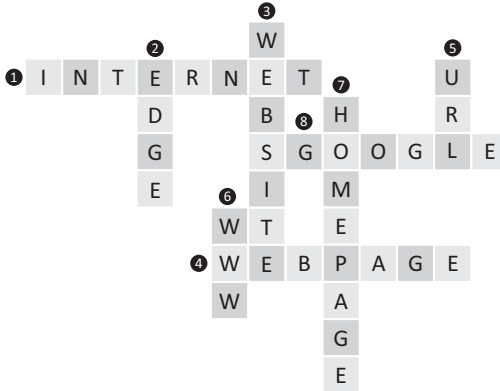 3
W
2 5
1 I N T E R N E T U
7
D B H R
8
G S G O O G L E
E I M
6
W T E
4 W E B P A G E
W A
G
E